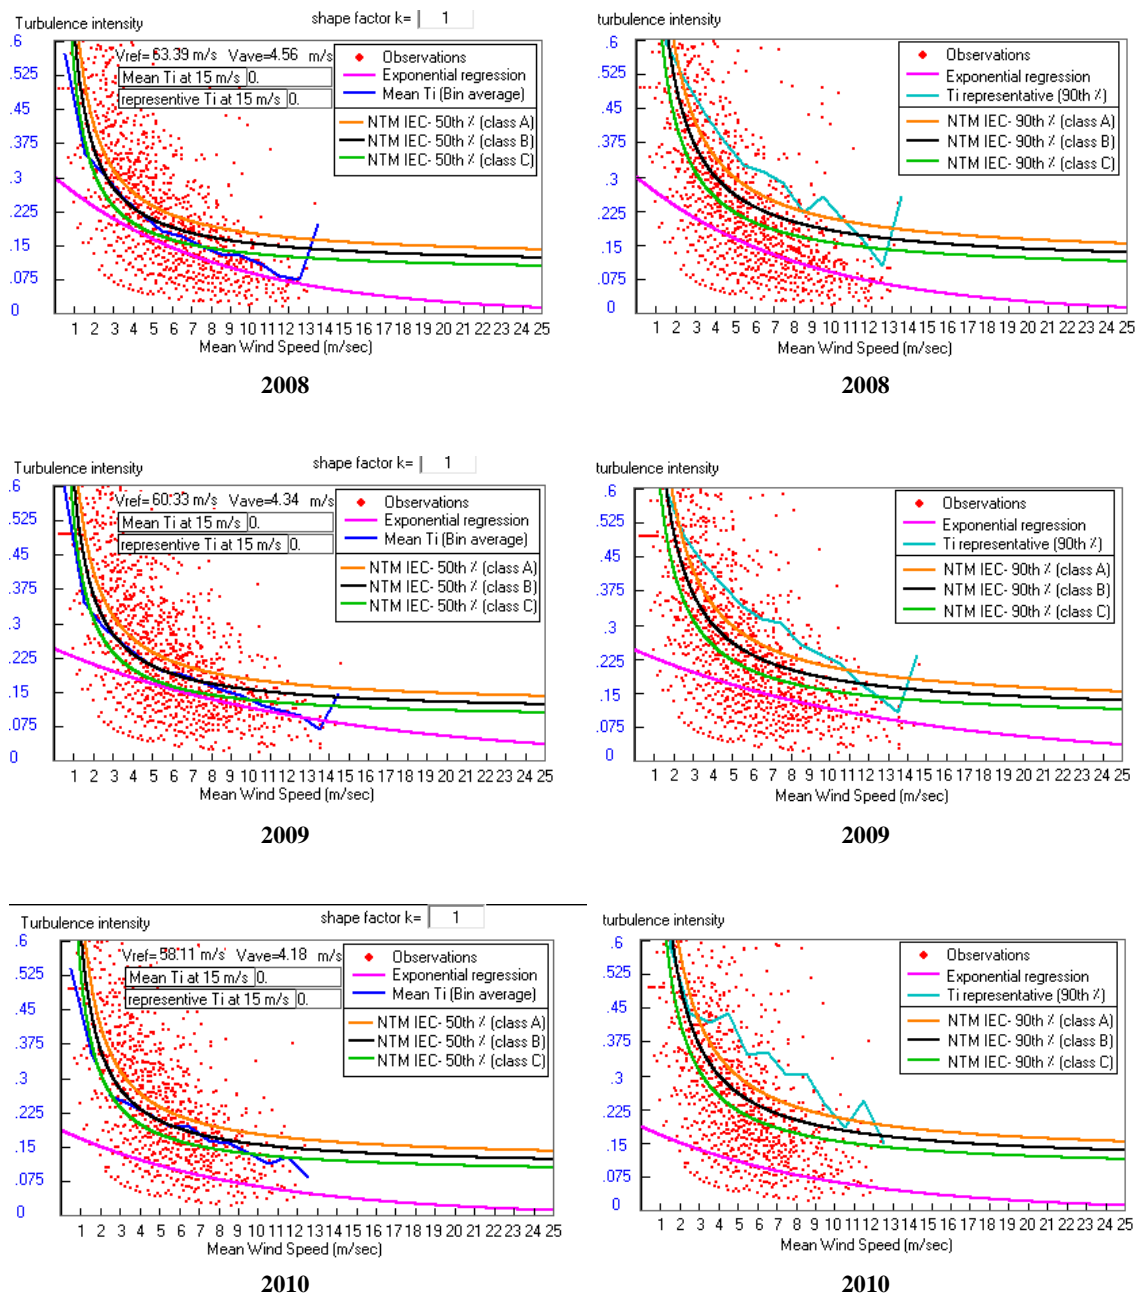 Turbulence intensity
shape factor k= 1
.6
.525
.45
.375
.3
.225
.15
.075
0
Vref= 63.39 m/s Vave=4.56 m/s
Mean Ti at 15 m/s 0.
representive Ti at 15 m/s 0.
Observations
Exponential regression
Mean Ti (Bin average)
NTM IEC- 50th % (class A)
NTM IEC- 50th % (class B)
NTM IEC- 50th % (class C)
1 2 3 4 5 6 7 8 9 10 11 12 13 14 15 16 17 18 19 20 21 22 23 24 25
Mean Wind Speed (m/sec)
2008
turbulence intensity
.6
.525
.45
.375
.3
.225
.15
.075
0
Observations
Exponential regression
Ti representative (90th %)
NTM IEC- 90th % (class A)
NTM IEC- 90th % (class B)
NTM IEC- 90th % (class C)
1 2 3 4 5 6 7 8 9 10 11 12 13 14 15 16 17 18 19 20 21 22 23 24 25
Mean Wind Speed (m/sec)
2008
Turbulence intensity
shape factor k= 1
.6
.525
.45
.375
.3
.225
.15
.075
0
Vref= 60.33 m/s Vave=4.34 m/s
Mean Ti at 15 m/s 0.
representive Ti at 15 m/s 0.
Observations
Exponential regression
Mean Ti (Bin average)
NTM IEC- 50th % (class A)
NTM IEC- 50th % (class B)
NTM IEC- 50th % (class C)
1 2 3 4 5 6 7 8 9 10 11 12 13 14 15 16 17 18 19 20 21 22 23 24 25
Mean Wind Speed (m/sec)
2009
turbulence intensity
.6
.525
.45
.375
.3
.225
.15
.075
0
Observations
Exponential regression
Ti representative (90th %)
NTM IEC- 90th % (class A)
NTM IEC- 90th % (class B)
NTM IEC- 90th % (class C)
1 2 3 4 5 6 7 8 9 10 11 12 13 14 15 16 17 18 19 20 21 22 23 24 25
Mean Wind Speed (m/sec)
2009
Turbulence intensity
shape factor k= 1
.6
.525
.45
.375
.3
.225
.15
.075
0
Vref= 58.11 m/s Vave=4.18 m/s
Mean Ti at 15 m/s 0.
representive Ti at 15 m/s 0.
Observations
Exponential regression
Mean Ti (Bin average)
NTM IEC- 50th % (class A)
NTM IEC- 50th % (class B)
NTM IEC- 50th % (class C)
1 2 3 4 5 6 7 8 9 10 11 12 13 14 15 16 17 18 19 20 21 22 23 24 25
Mean Wind Speed (m/sec)
2010
turbulence intensity
.6
.525
.45
.375
.3
.225
.15
.075
0
Observations
Exponential regression
Ti representative (90th %)
NTM IEC- 90th % (class A)
NTM IEC- 90th % (class B)
NTM IEC- 90th % (class C)
1 2 3 4 5 6 7 8 9 10 11 12 13 14 15 16 17 18 19 20 21 22 23 24 25
Mean Wind Speed (m/sec)
2010